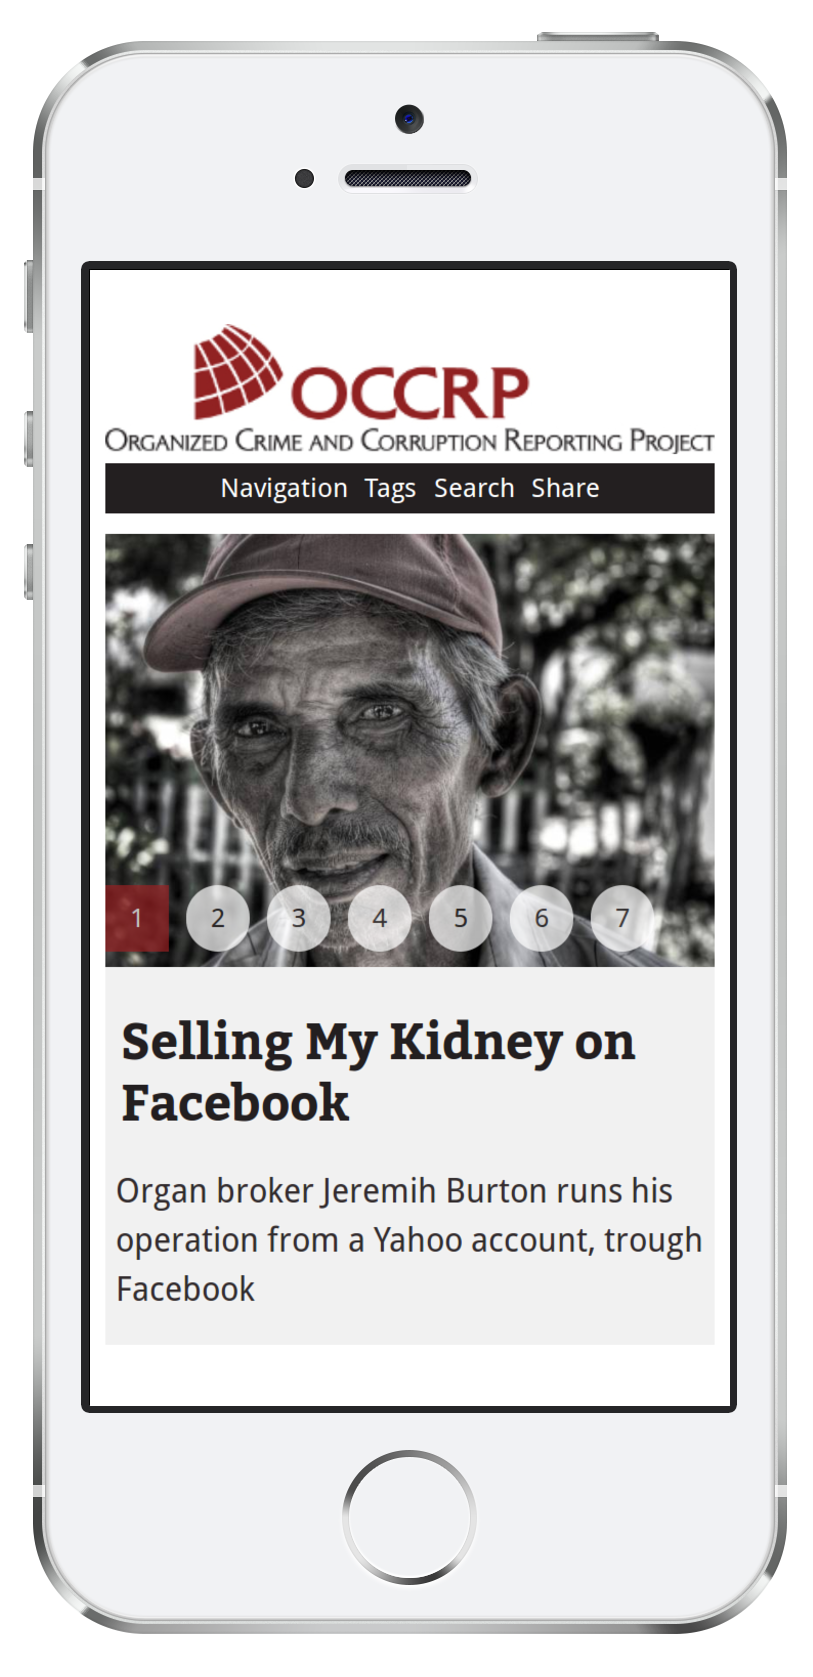 OCCRP
ORGANIZED CRIME AND CORRUPTION REPORTING PROJECT
Navigation Tags Search Share
1 2 3 4 5 6 7
Selling My Kidney on
Facebook
Organ broker Jeremih Burton runs his
operation from a Yahoo account, trough
Facebook